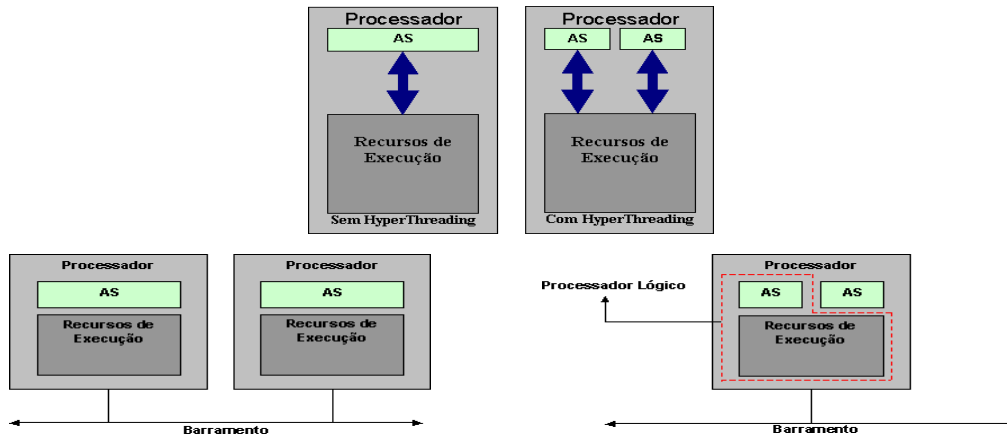 Processador
AS
Recursos de
Execução
Sem HyperThreading
Processador
AS
AS
Recursos de
Execução
Com HyperThreading
Processador
AS
Recursos de
Execução
Processador
AS
Recursos de
Execução
Barramento
Processador Lógico
Processador
AS
AS
Recursos de
Execução
Barramento